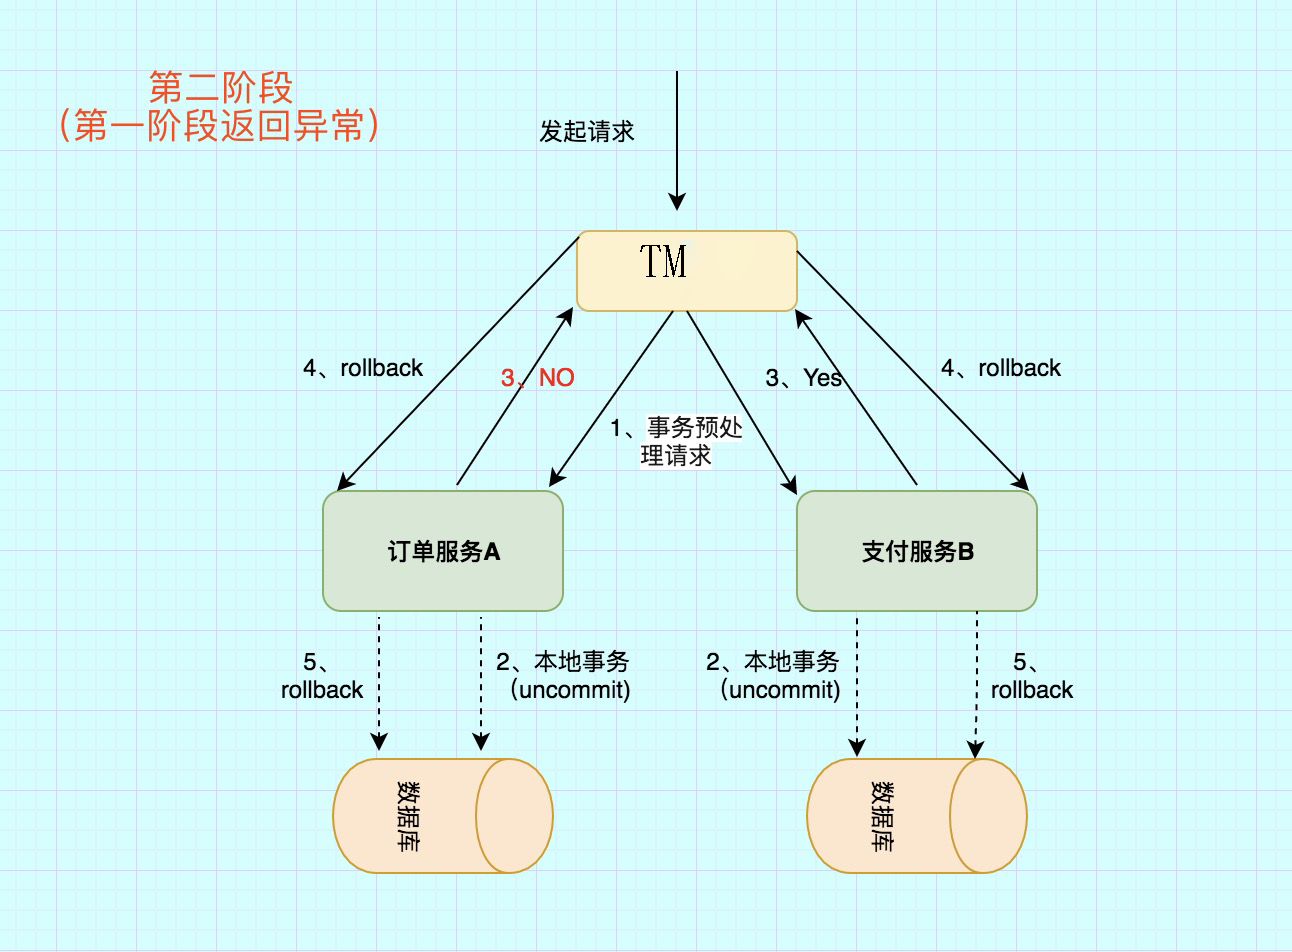 第二阶段
（第一阶段返回异常）
发起请求
TM
4、rollback
3、NO
3、Yes
4、rollback
1、事务预处
理请求
订单服务A
支付服务B
5、
rollback
2、本地事务
（uncommit)
2、本地事务
（uncommit)
5、
rollback
数据库
数据库